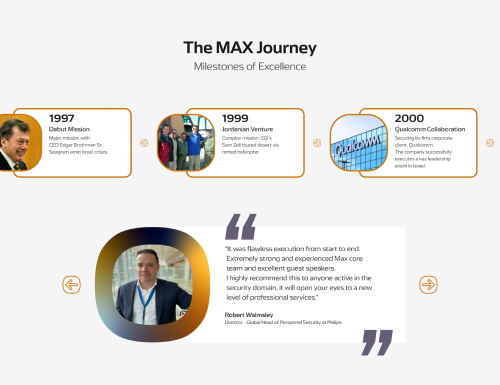 The MAX Journey
Milestones of Excellence
1997
Debut Mission
Major mission with
CEO Edgar Brothman Sr.
Seagram amid Israel crises.
1999
Jordanian Venture
Complex mission: EQI's
Sam Zell toured desert via
rented helicopter
2000
Qualcomm Collaboration
Securing its firts corporate
client, Qualcomm.
The company successfully
executes a key leadership
event in Israel.
QUALCOMM
"It was flawless execution from start to end.
Extremely strong and experienced Max core
team and excellent guest speakers.
I highly recommend this to anyone active in the
security domain, it will open your eyes to a new
level of professional services."
Robert Walmsley
Director - Global Head of Personnel Security at Philips